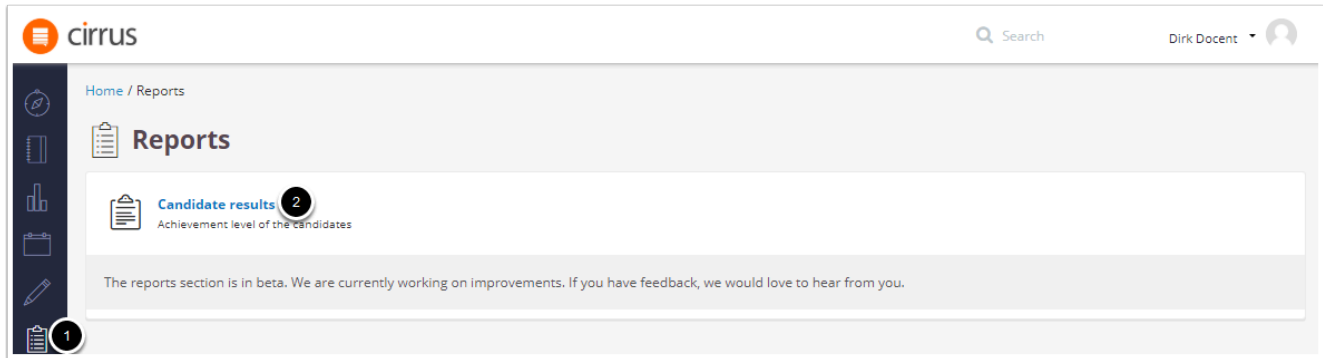 cirrus
Search
Dirk Docent
Home / Reports
Reports
Candidate results 2
Achievement level of the candidates
The reports section is in beta. We are currently working on improvements. If you have feedback, we would love to hear from you.
1